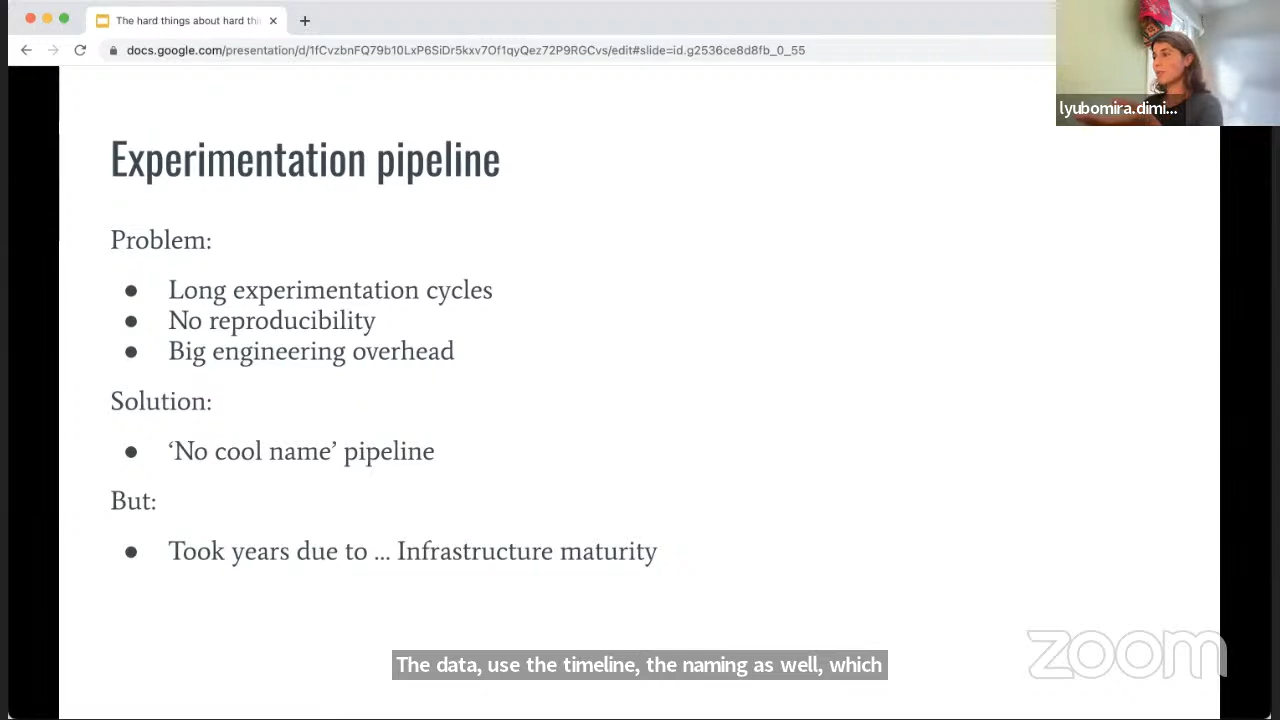 The hard things about hard thi
docs.google.com/presentation/d/1fCvzbnFQ79b10LxP6SiDr5kxv7Of1qyQez72P9RGCvs/edit#slide=id.g2536ce8d8fb_0_55
lyubomira.dimi...
Experimentation pipeline
Problem:
● Long experimentation cycles
● No reproducibility
● Big engineering overhead
Solution:
● ‘No cool name’ pipeline
But:
● Took years due to ... Infrastructure maturity
The data, use the timeline, the naming as well, which
zoom